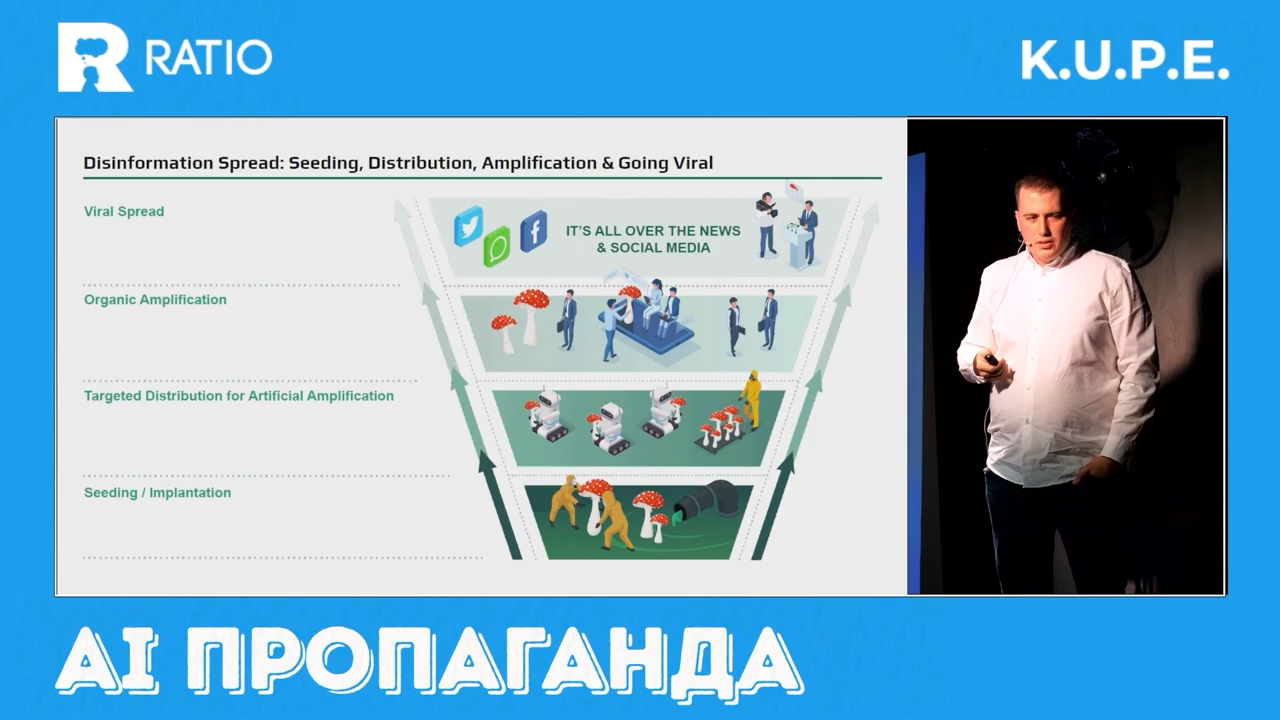 RATIO
K.U.P.E.
Disinformation Spread: Seeding, Distribution, Amplification & Going Viral
Viral Spread
IT'S ALL OVER THE NEWS
& SOCIAL MEDIA
Organic Amplification
Targeted Distribution for Artificial Amplification
Seeding / Implantation
AI ПРОПАГАНДА